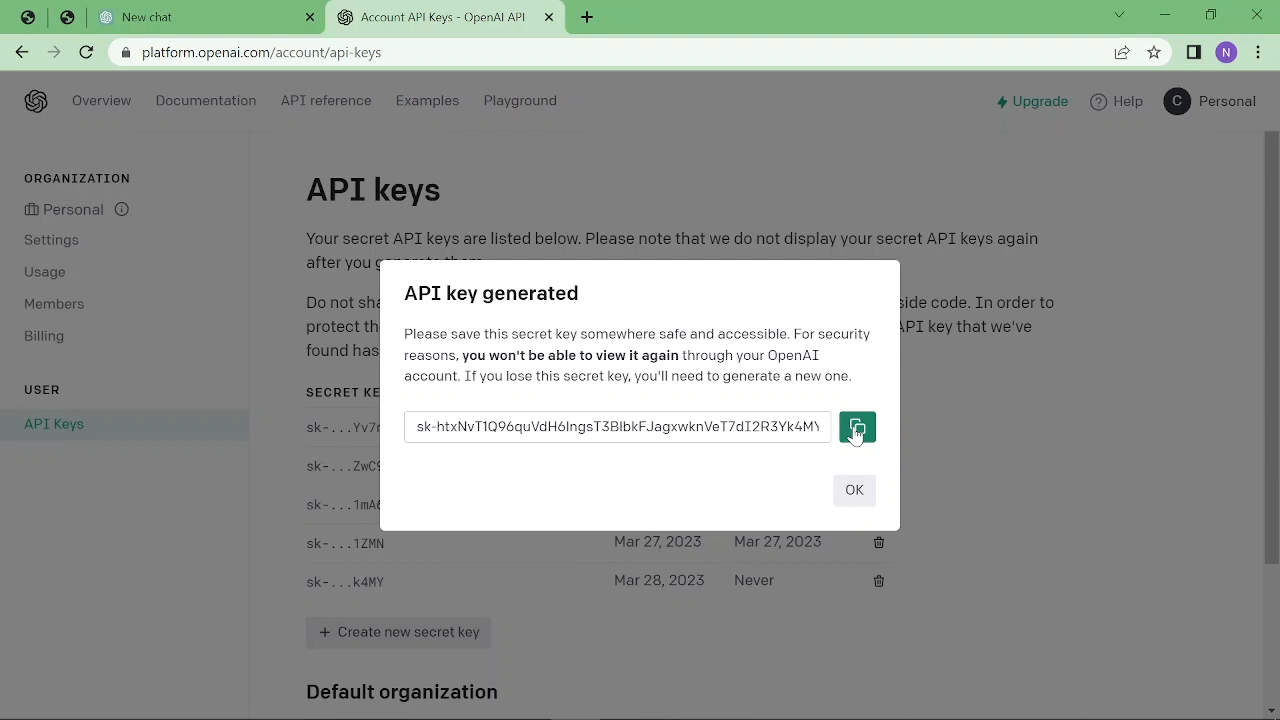 New chat
Account API Keys - OpenAI API
platform.openai.com/account/api-keys
N
Overview
Documentation
API reference
Examples
Playground
Upgrade
Help
C
Personal
ORGANIZATION
Personal
Settings
Usage
Members
Billing
USER
API Keys
API keys
Your secret API keys are listed below. Please note that we do not display your secret API keys again
after you generate them.
Do not sha
side code. In order to
protect the
API key that we've
found has
SECRET KE
sk-...Yv7
sk-...ZwC
sk-...1mA
sk-...1ZMN
Mar 27, 2023
Mar 27, 2023
sk-...k4MY
Mar 28, 2023
Never
+ Create new secret key
Default organization
API key generated
Please save this secret key somewhere safe and accessible. For security
reasons, you won't be able to view it again through your OpenAI
account. If you lose this secret key, you'll need to generate a new one.
OK